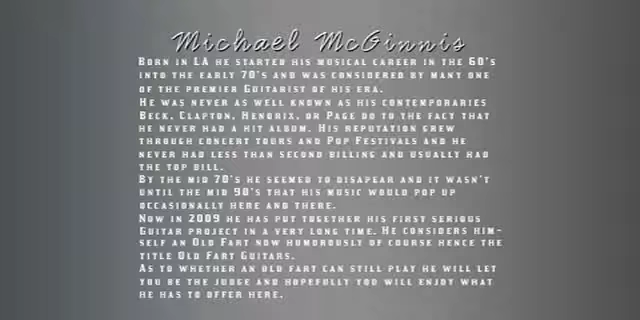 Michael McGinnis
Born in LA he started his musical career in the 60's
into the early 70's and was considered by many one
of the premier Guitarist of his era.
He was never as well known as his contemporaries
Beck, Clapton, Hendrix, or Page do to the fact that
he never had a hit album. His reputation grew
through concert tours and Pop Festivals and he
never had less than second billing and usually had
the top bill.
By the mid 70's he seemed to disapear and it wasn't
until the mid 90's that his music would pop up
occasionally here and there.
Now in 2009 he has put together his first serious
Guitar project in a very long time. He considers him-
self an Old Fart now humorously of course hence the
title Old Fart Guitars.
As to whether an old fart can still play he will let
you be the judge and hopefully you will enjoy what
he has to offer here.